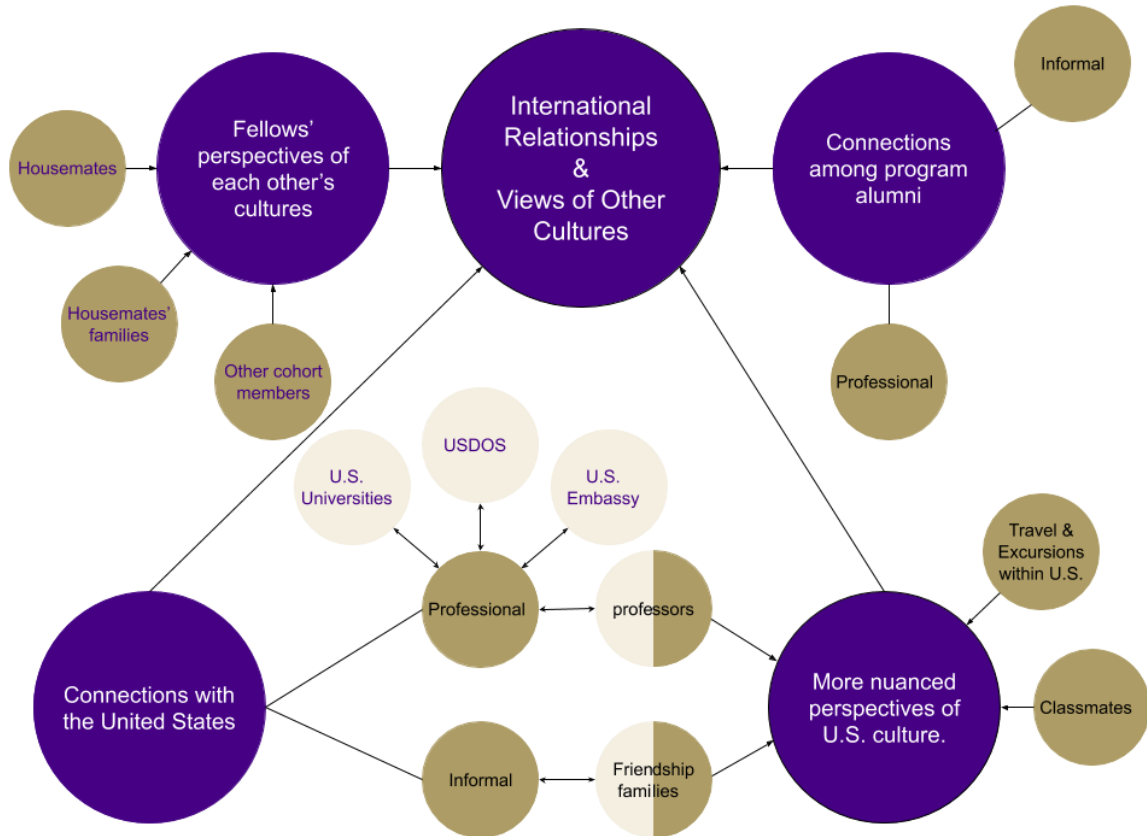 Informal
International
Relationships
&
Views of Other
Cultures
Fellows'
perspectives of
each other's
cultures
Connections
among program
alumni
Housemates
Housemates'
families
Other cohort
members
Professional
USDOS
U.S.
Universities
U.S.
Embassy
Travel &
Excursions
within U.S.
Professional
professors
Connections with
the United States
More nuanced
perspectives of
U.S. culture.
Classmates
Informal
Friendship
families